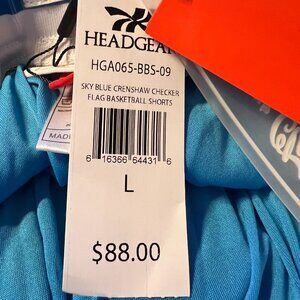 HEADGEAR
HGA065-BBS-09
SKY BLUE CRENSHAW CHECKER
FLAG BASKETBALL SHORTS
6 16366 64431 6
L
$88.00
MADE